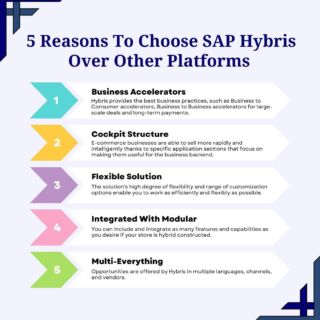 5 Reasons To Choose SAP Hybris
Over Other Platforms
1
Business Accelerators
Hybris provides the best business practices, such as Business to
Consumer accelerators, Business to Business accelerators for large-
scale deals and long-term payments.
2
Cockpit Structure
E-commerce businesses are able to sell more rapidly and
intelligently thanks to specific application sections that focus on
making them useful for the business backend.
3
Flexible Solution
The solution's high degree of flexibility and range of customization
options enable you to work as efficiently and flexibly as possible.
4
Integrated With Modular
You can include and integrate as many features and capabilities as
you desire if your store is hybrid constructed.
5
Multi-Everything
Opportunities are offered by Hybris in multiple languages, channels,
and vendors.